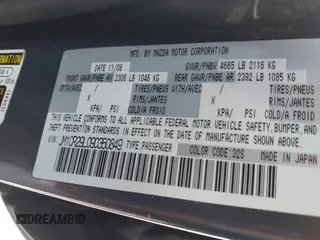 MFD. BY MAZDA MOTOR CORPORATION
DATE 11/08 GVWR/PNBV 4665 LB 2116 KG
FRONT GAWR/PNBE AV 2306 LB 1046 KG REAR GAWR/PNBE AR 2392 LB 1085 KG
TIRES/PNEUS TIRES/PNEUS
RIMS/JANTES X RIMS/JANTES
KPA/ PSI KPA/ PSI
COLD/A FROID COLD/A FROID
THIS VEHICLE CONFORMS TO ALL APPLICABLE FEDERAL MOTOR VEHICLE SAFETY, BUMPER, AND
THEFT PREVENTION STANDARDS IN EFFECT ON THE DATE OF MANUFACTURE SHOWN ABOVE.
VIN: TYPE: PASSENGER COLOR CODE: 32S
MADE IN JAPAN
DREAMBID